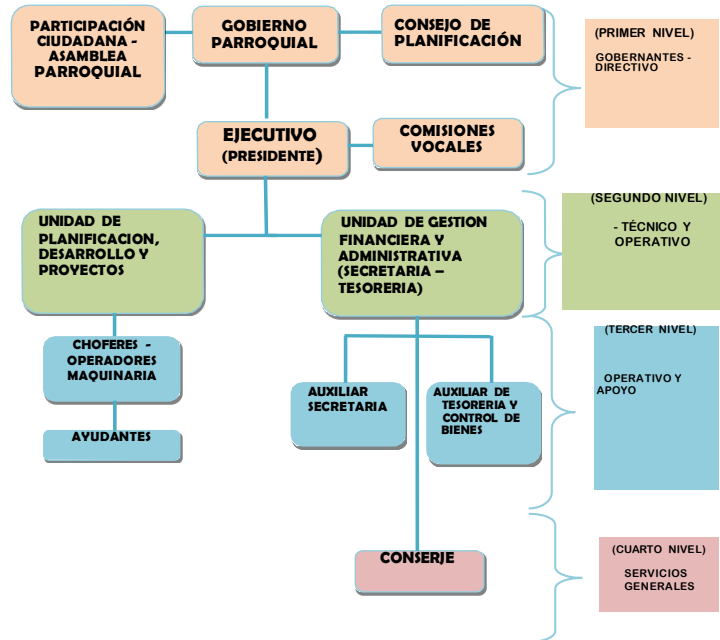 PARTICIPACIÓN
CIUDADANA -
ASAMBLEA
PARROQUIAL
GOBIERNO
PARROQUIAL
CONSEJO DE
PLANIFICACIÓN
(PRIMER NIVEL)
GOBERNANTES -
DIRECTIVO
EJECUTIVO
(PRESIDENTE)
COMISIONES
VOCALES
UNIDAD DE
PLANIFICACION,
DESARROLLO Y
PROYECTOS
UNIDAD DE GESTION
FINANCIERA Y
ADMINISTRATIVA
(SECRETARIA –
TESORERIA)
(SEGUNDO NIVEL)
- TÉCNICO Y
OPERATIVO
CHOFERES -
OPERADORES
MAQUINARIA
AYUDANTES
AUXILIAR
SECRETARIA
AUXILIAR DE
TESORERIA Y
CONTROL DE
BIENES
(TERCER NIVEL)
OPERATIVO Y
APOYO
CONSERJE
(CUARTO NIVEL)
SERVICIOS
GENERALES